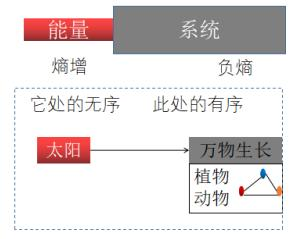 能量 系统
熵增 负熵
它处的无序 此处的有序
太阳 万物生长
植物
动物